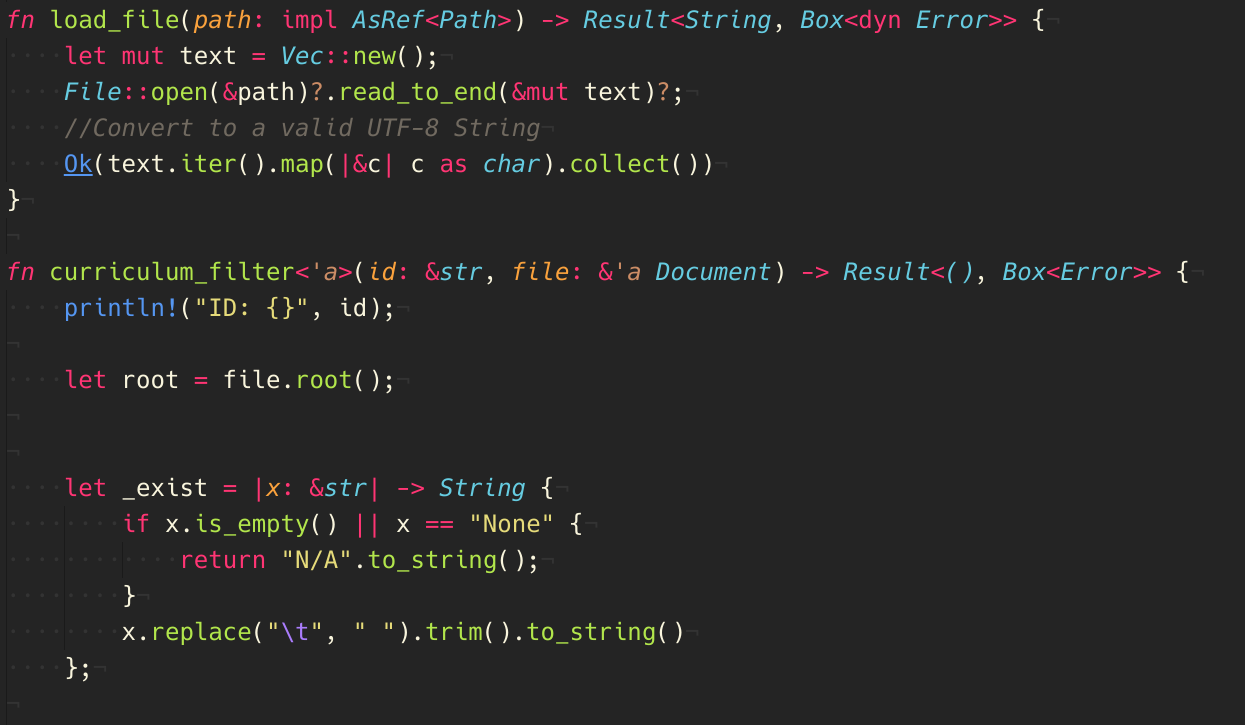 fn load_file(path: impl AsRef<Path>) -> Result<String, Box<dyn Error>> {
    let mut text = Vec::new();
    File::open(&path)?.read_to_end(&mut text)?;
    //Convert to a valid UTF-8 String
    Ok(text.iter().map(|&c| c as char).collect())
}

fn curriculum_filter<'a>(id: &str, file: &'a Document) -> Result<(), Box<Error>> {
    println!("ID: {}", id);

    let root = file.root();


    let _exist = |x: &str| -> String {
        if x.is_empty() || x == "None" {
            return "N/A".to_string();
        }
        x.replace("\t", " ").trim().to_string()
    };